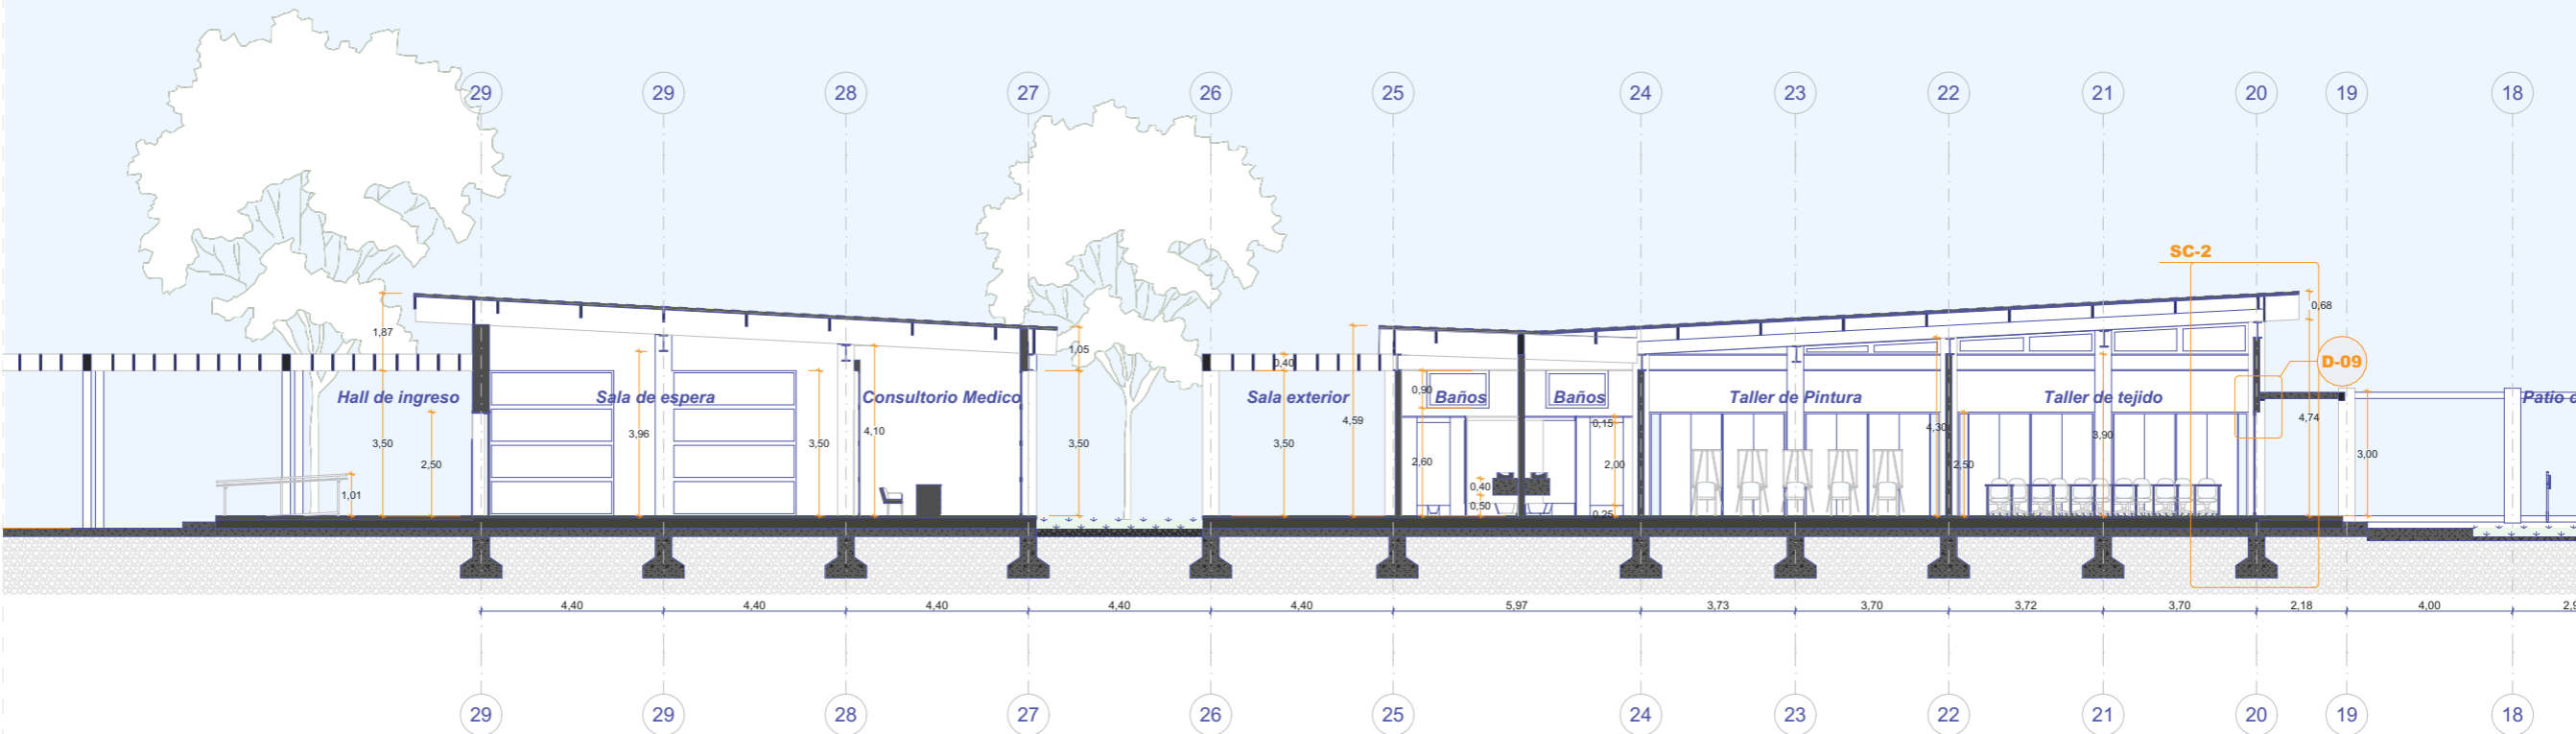 29 29 28 27 26 25 24 23 22 21 20 19 18
SC-2
0,68
1,87
1,05
0,40
D-09
Hall de ingreso Sala de espera Consultorio Medico Sala exterior Baños Baños Taller de Pintura Taller de tejido
0,90
4,59
4,74
0,15
4,30
3,90
3,50 3,96 3,50 4,10 3,50 3,50
3,00
2,50 2,60 2,00 2,50
1,01
0,40
0,50
0,25
4,40 4,40 4,40 4,40 4,40 5,97 3,73 3,70 3,72 3,70 2,18 4,00
29 29 28 27 26 25 24 23 22 21 20 19 18